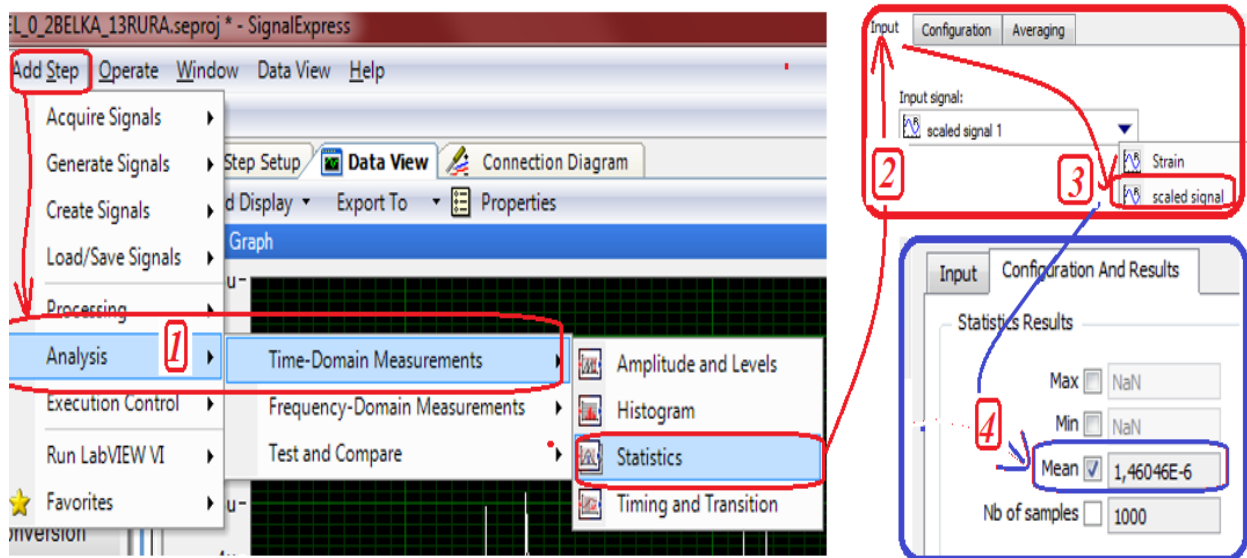 EL_0_2BELKA_13RURA.seproj * - SignalExpress
Add Step Operate Window Data View Help
Acquire Signals
Generate Signals
Create Signals
Load/Save Signals
Processing
Analysis
Execution Control
Run LabVIEW VI
Favorites
Step Setup Data View Connection Diagram
d Display Export To Properties
Graph
1
Time-Domain Measurements
Frequency-Domain Measurements
Test and Compare
Amplitude and Levels
Histogram
Statistics
Timing and Transition
2
Input Configuration Averaging
Input signal:
scaled signal 1
3
Strain
scaled signal
Input Configuration And Results
Statistics Results
Max NaN
Min NaN
4
Mean 1,46046E-6
Nb of samples 1000